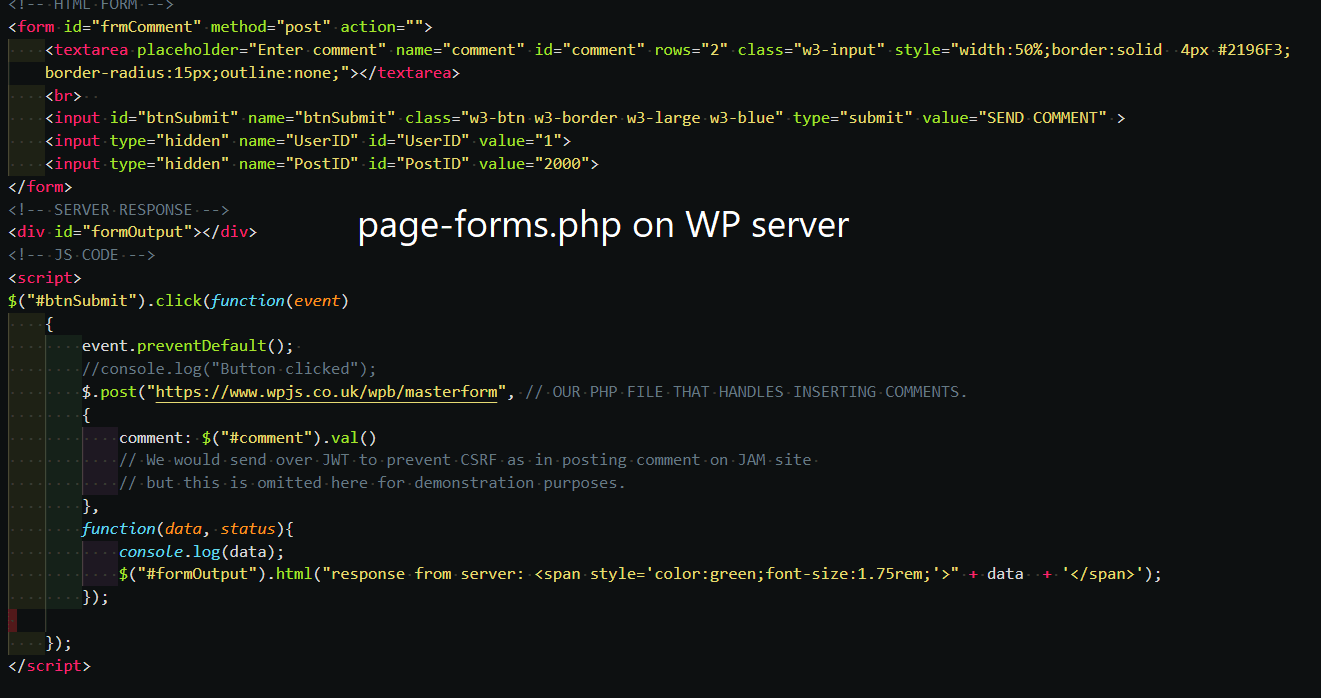 <!-- HTML FORM -->
<form id="frmComment" method="post" action="">
<textarea placeholder="Enter comment" name="comment" id="comment" rows="2" class="w3-input" style="width:50%;border:solid  4px #2196F3;
border-radius:15px;outline:none;"></textarea>
<br>
<input id="btnSubmit" name="btnSubmit" class="w3-btn w3-border w3-large w3-blue" type="submit" value="SEND COMMENT" >
<input type="hidden" name="UserID" id="UserID" value="1">
<input type="hidden" name="PostID" id="PostID" value="2000">
</form>
<!-- SERVER RESPONSE -->
page-forms.php on WP server
<div id="formOutput"></div>
<!-- JS CODE -->
<script>
$("#btnSubmit").click(function(event)
{
event.preventDefault();
//console.log("Button clicked");
$.post("https://www.wpjs.co.uk/wpb/masterform", // OUR PHP FILE THAT HANDLES INSERTING COMMENTS.
{
comment: $("#comment").val()
// We would send over JWT to prevent CSRF as in posting comment on JAM site
// but this is omitted here for demonstration purposes.
},
function(data, status){
console.log(data);
$("#formOutput").html("response from server: <span style='color:green;font-size:1.75rem;'>" + data  + '</span>');
});
});
</script>